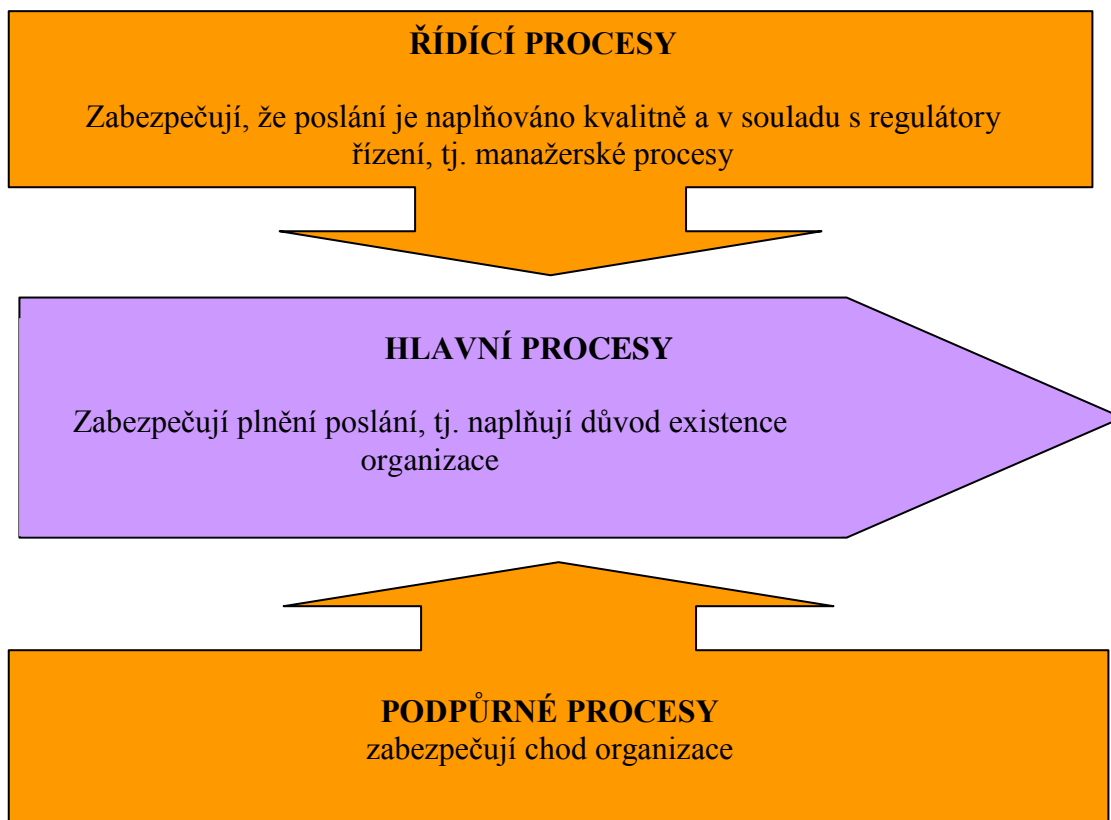 ŘÍDÍCÍ PROCESY
Zabezpečují, že poslání je naplňováno kvalitně a v souladu s regulátory
řízení, tj. manažerské procesy
HLAVNÍ PROCESY
Zabezpečují plnění poslání, tj. naplňují důvod existence
organizace
PODPŮRNÉ PROCESY
zabezpečují chod organizace